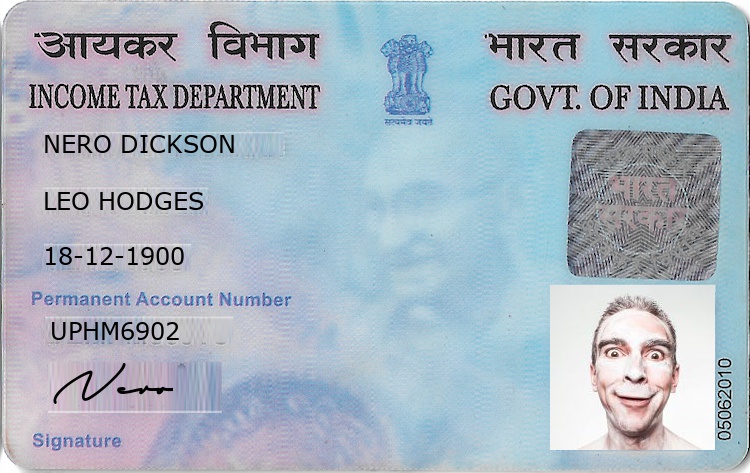 आयकर विभाग
भारत सरकार
INCOME TAX DEPARTMENT
GOVT. OF INDIA
सत्यमेव जयते
NERO DICKSON
LEO HODGES
भारत
सरकार
18-12-1900
Permanent Account Number
UPHM6902
Nero
Signature
05062010